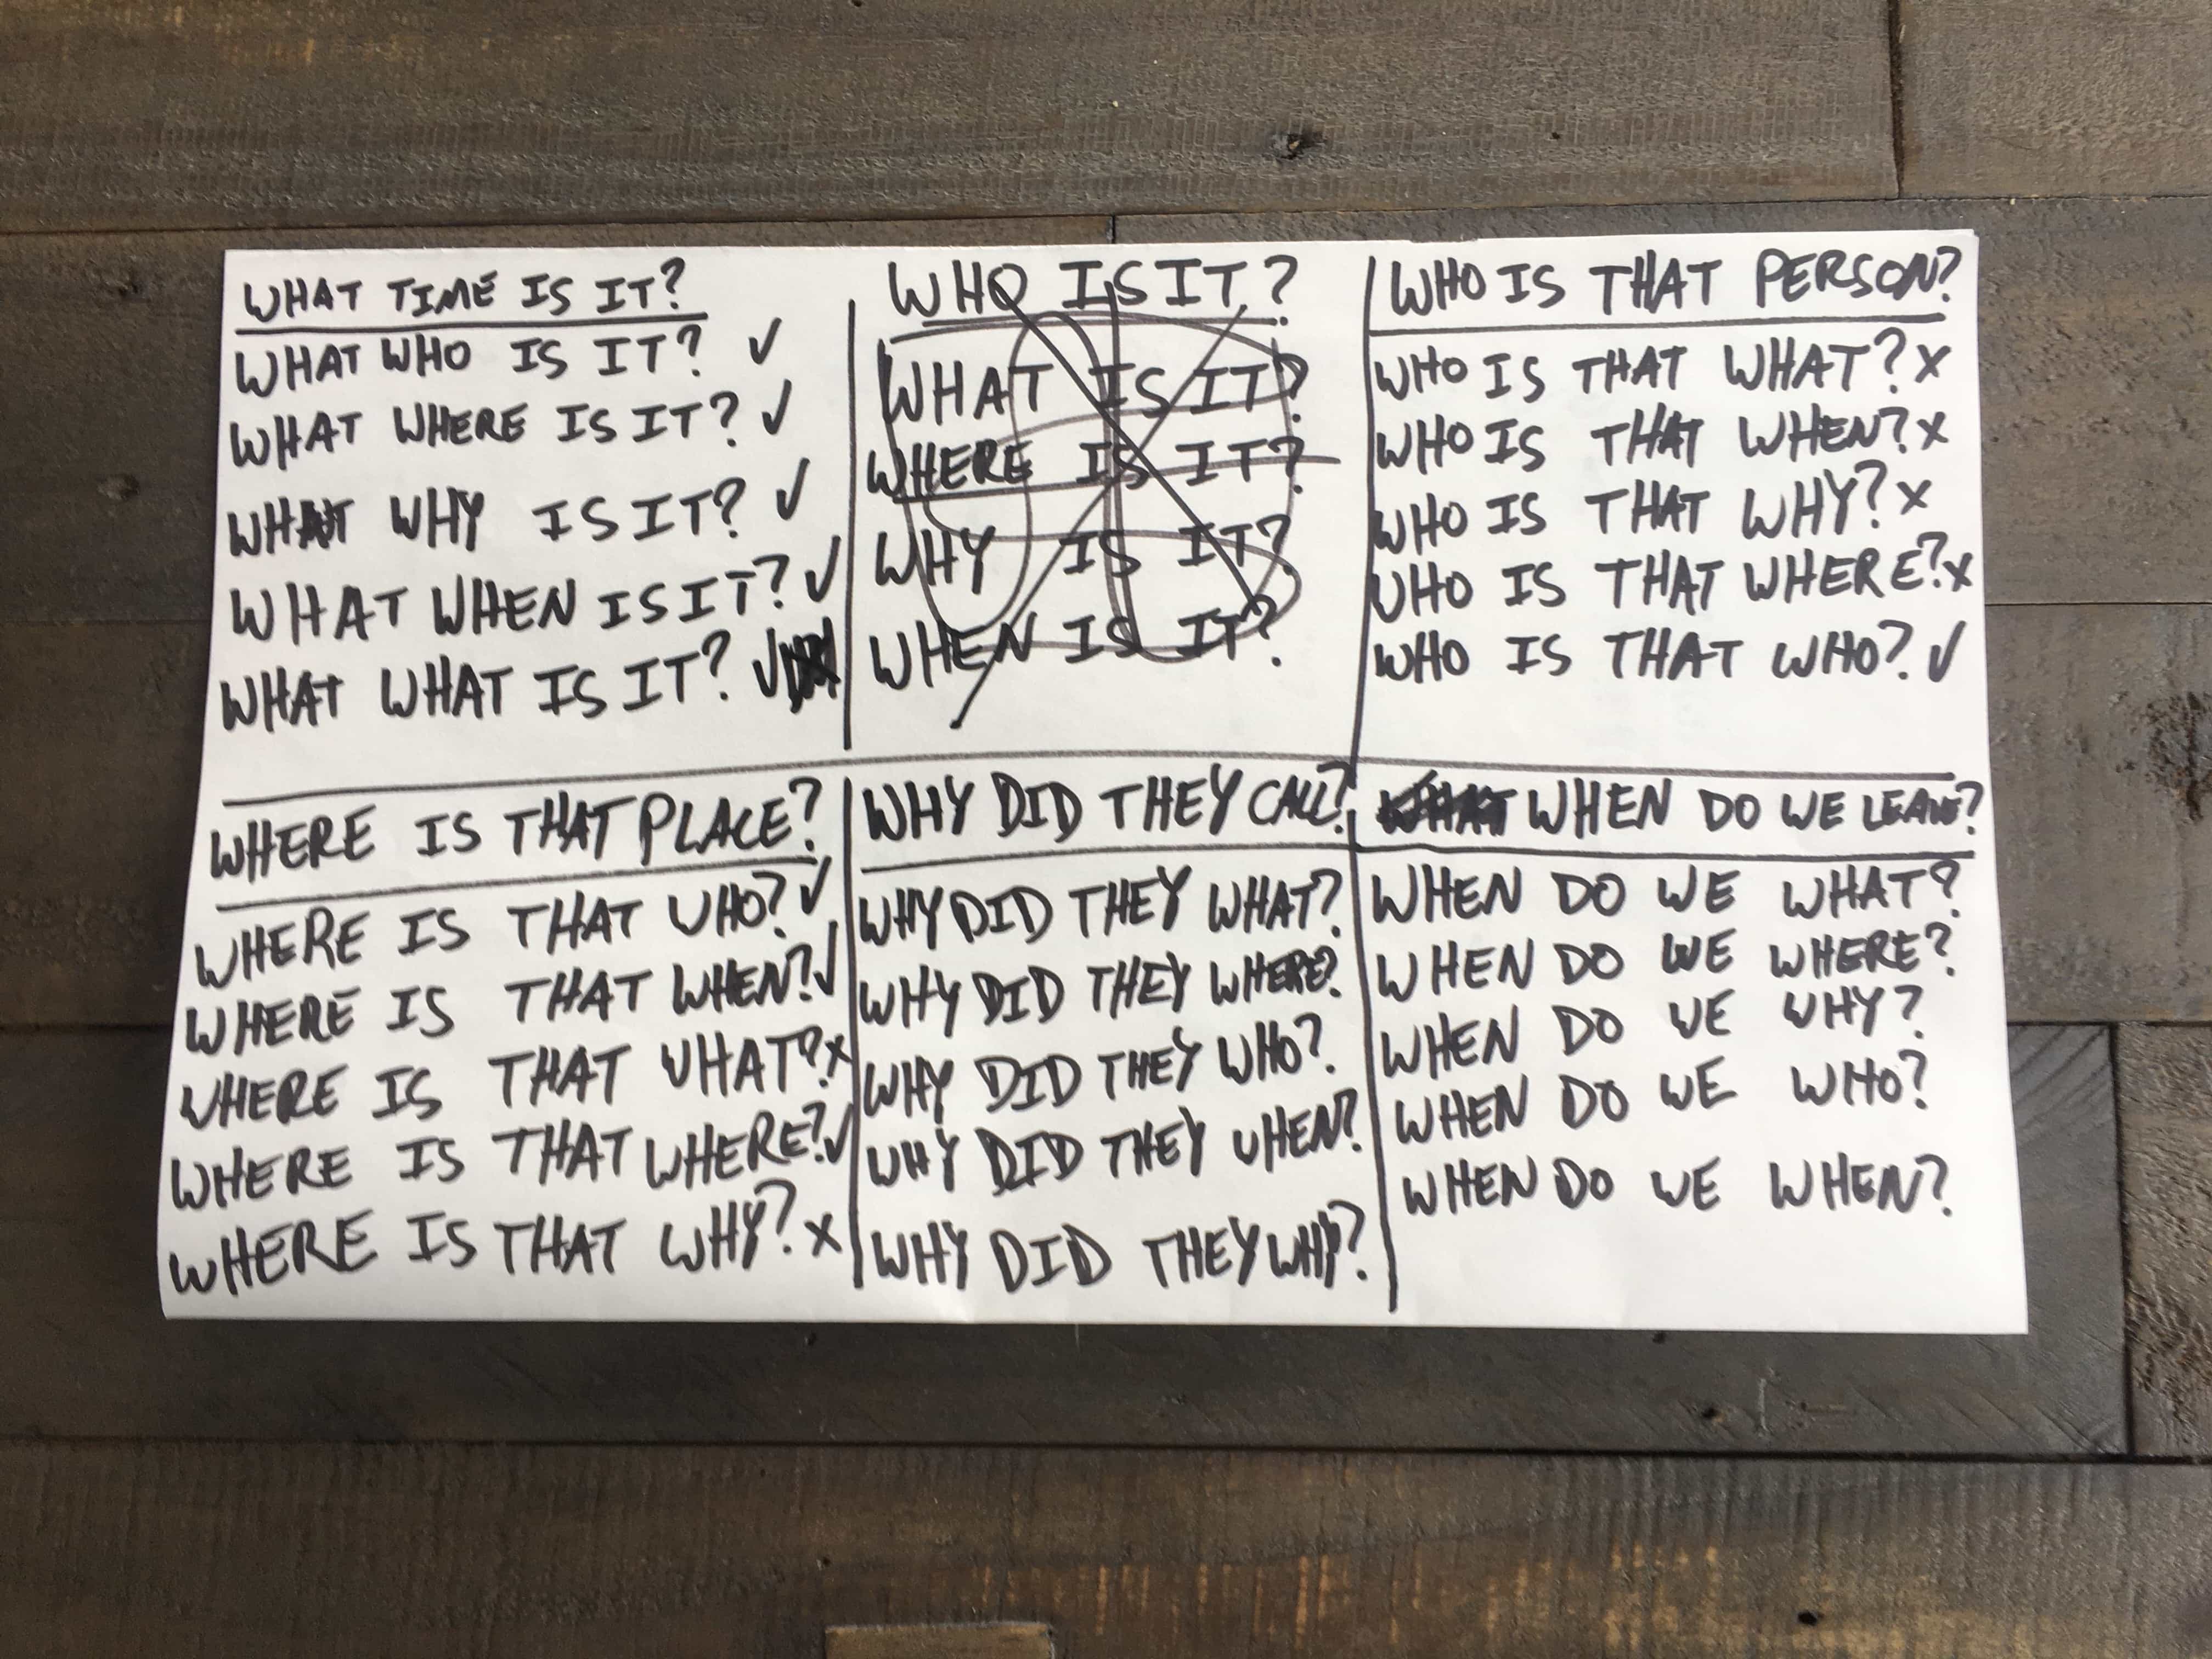 WHAT TIME IS IT?
WHAT WHO IS IT? ✓
WHAT WHERE IS IT? ✓
WHAT WHY IS IT? ✓
WHAT WHEN IS IT? ✓
WHAT WHAT IS IT? ✓
WHO IS IT?
WHAT IS IT?
WHERE IS IT?
WHY IS IT?
WHEN IS IT?
WHO IS THAT PERSON?
WHO IS THAT WHAT? x
WHO IS THAT WHEN? x
WHO IS THAT WHY? x
WHO IS THAT WHERE? x
WHO IS THAT WHO? ✓
WHERE IS THAT PLACE?
WHERE IS THAT WHO? ✓
WHERE IS THAT WHEN? ✓
WHERE IS THAT WHAT? x
WHERE IS THAT WHERE? ✓
WHERE IS THAT WHY? x
WHY DID THEY CALL?
WHY DID THEY WHAT?
WHY DID THEY WHERE?
WHY DID THEY WHO?
WHY DID THEY WHEN?
WHY DID THEY WHY?
WHAT WHEN DO WE LEAVE?
WHEN DO WE WHAT?
WHEN DO WE WHERE?
WHEN DO WE WHY?
WHEN DO WE WHO?
WHEN DO WE WHEN?